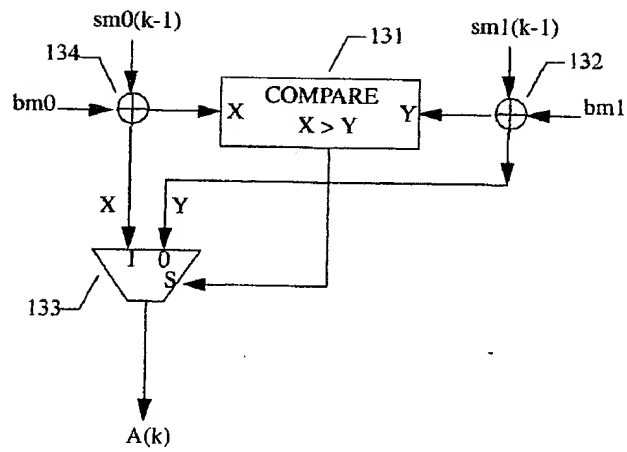 sm0(k-1)
134
131
sm1(k-1)
132
bm0
X
COMPARE
X > Y
Y
bm1
X
Y
1
0
S
133
A(k)